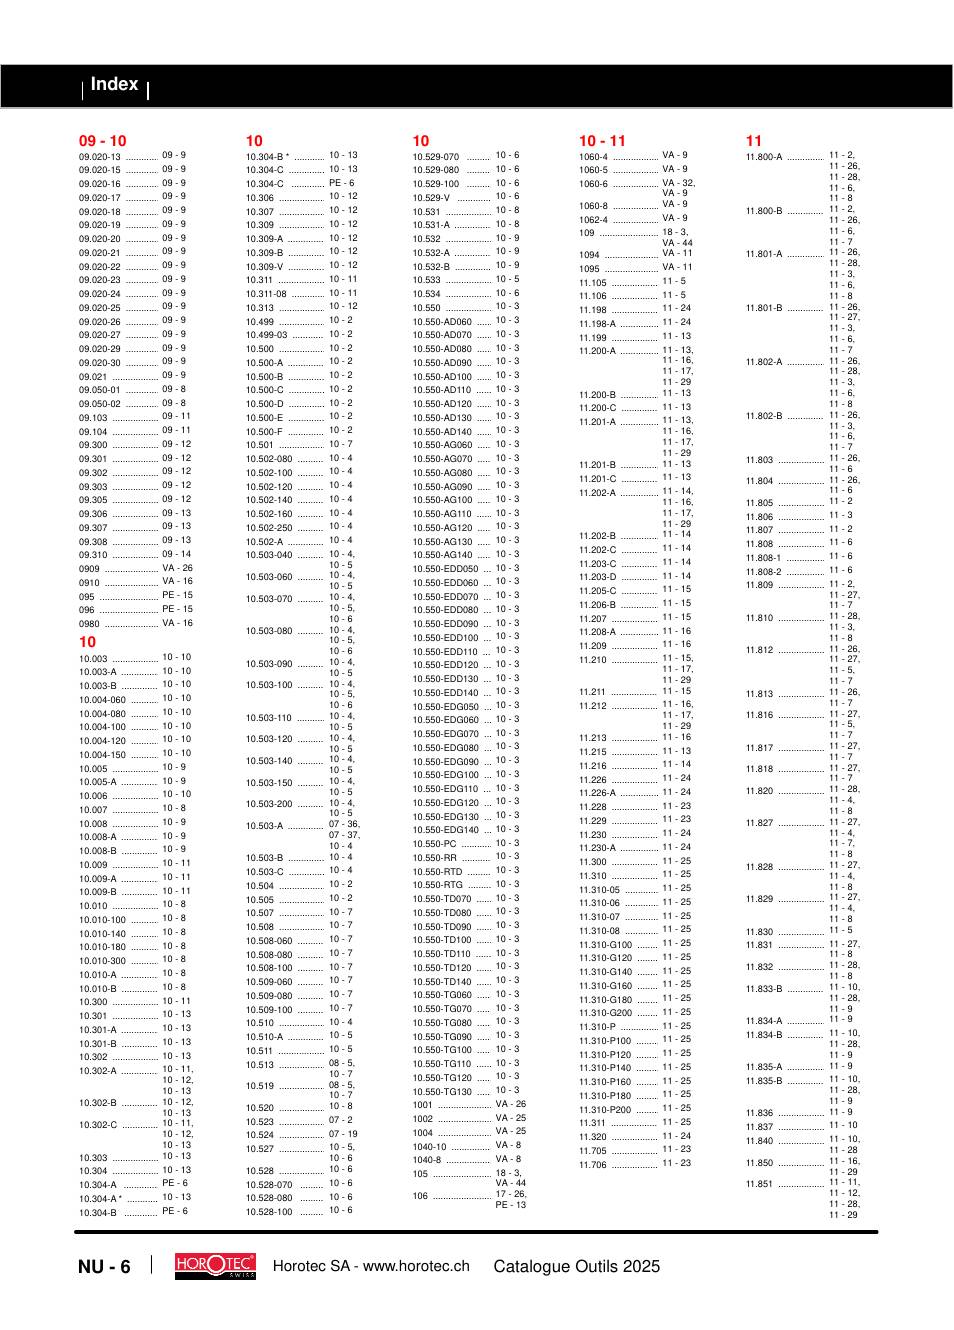 Index
09 - 10
09.020-13 ............. 09 - 9
09.020-15 ............. 09 - 9
09.020-16 ............. 09 - 9
09.020-17 ............. 09 - 9
09.020-18 ............. 09 - 9
09.020-19 ............. 09 - 9
09.020-20 ............. 09 - 9
09.020-21 ............. 09 - 9
09.020-22 ............. 09 - 9
09.020-23 ............. 09 - 9
09.020-24 ............. 09 - 9
09.020-25 ............. 09 - 9
09.020-26 ............. 09 - 9
09.020-27 ............. 09 - 9
09.020-29 ............. 09 - 9
09.020-30 ............. 09 - 9
09.021 .................. 09 - 9
09.050-01 ............. 09 - 8
09.050-02 ............. 09 - 8
09.103 .................. 09 - 11
09.104 .................. 09 - 11
09.300 .................. 09 - 12
09.301 .................. 09 - 12
09.302 .................. 09 - 12
09.303 .................. 09 - 12
09.305 .................. 09 - 12
09.306 .................. 09 - 13
09.307 .................. 09 - 13
09.308 .................. 09 - 13
09.310 .................. 09 - 14
0909 ..................... VA - 26
0910 ..................... VA - 16
095 ....................... PE - 15
096 ....................... PE - 15
0980 ..................... VA - 16
10
10.003 .................. 10 - 10
10.003-A .............. 10 - 10
10.003-B .............. 10 - 10
10.004-060 .......... 10 - 10
10.004-080 .......... 10 - 10
10.004-100 .......... 10 - 10
10.004-120 .......... 10 - 10
10.004-150 .......... 10 - 10
10.005 .................. 10 - 9
10.005-A .............. 10 - 9
10.006 .................. 10 - 10
10.007 .................. 10 - 8
10.008 .................. 10 - 9
10.008-A .............. 10 - 9
10.008-B .............. 10 - 9
10.009 .................. 10 - 11
10.009-A .............. 10 - 11
10.009-B .............. 10 - 11
10.010 .................. 10 - 8
10.010-100 .......... 10 - 8
10.010-140 .......... 10 - 8
10.010-180 .......... 10 - 8
10.010-300 .......... 10 - 8
10.010-A .............. 10 - 8
10.010-B .............. 10 - 8
10.300 .................. 10 - 11
10.301 .................. 10 - 13
10.301-A .............. 10 - 13
10.301-B .............. 10 - 13
10.302 .................. 10 - 13
10.302-A .............. 10 - 11,
10 - 12,
10 - 13
10.302-B .............. 10 - 12,
10 - 13
10.302-C .............. 10 - 11,
10 - 12,
10 - 13
10.303 .................. 10 - 13
10.304 .................. 10 - 13
10.304-A .............. PE - 6
10.304-A * ............ 10 - 13
10.304-B ............. PE - 6
10
10.304-B * ............ 10 - 13
10.304-C .............. 10 - 13
10.304-C ............. PE - 6
10.306 .................. 10 - 12
10.307 .................. 10 - 12
10.309 .................. 10 - 12
10.309-A .............. 10 - 12
10.309-B .............. 10 - 12
10.309-V .............. 10 - 12
10.311 .................. 10 - 11
10.311-08 ............. 10 - 11
10.313 .................. 10 - 12
10.499 .................. 10 - 2
10.499-03 ............. 10 - 2
10.500 .................. 10 - 2
10.500-A .............. 10 - 2
10.500-B .............. 10 - 2
10.500-C .............. 10 - 2
10.500-D .............. 10 - 2
10.500-E .............. 10 - 2
10.500-F .............. 10 - 2
10.501 .................. 10 - 7
10.502-080 .......... 10 - 4
10.502-100 .......... 10 - 4
10.502-120 .......... 10 - 4
10.502-140 .......... 10 - 4
10.502-160 .......... 10 - 4
10.502-250 .......... 10 - 4
10.502-A .............. 10 - 4
10.503-040 .......... 10 - 4,
10 - 5
10.503-060 .......... 10 - 4,
10 - 5
10.503-070 .......... 10 - 4,
10 - 5,
10 - 6
10.503-080 .......... 10 - 4,
10 - 5,
10 - 6
10.503-090 .......... 10 - 4,
10 - 5
10.503-100 .......... 10 - 4,
10 - 5,
10 - 6
10.503-110 .......... 10 - 4,
10 - 5
10.503-120 .......... 10 - 4,
10 - 5
10.503-140 .......... 10 - 4,
10 - 5
10.503-150 .......... 10 - 4,
10 - 5
10.503-200 .......... 10 - 4,
10 - 5
10.503-A .............. 07 - 36,
07 - 37,
10 - 4
10.503-B .............. 10 - 4
10.503-C .............. 10 - 4
10.504 .................. 10 - 2
10.505 .................. 10 - 2
10.507 .................. 10 - 7
10.508 .................. 10 - 7
10.508-060 .......... 10 - 7
10.508-080 .......... 10 - 7
10.508-100 .......... 10 - 7
10.509-060 .......... 10 - 7
10.509-080 .......... 10 - 7
10.509-100 .......... 10 - 7
10.510 .................. 10 - 4
10.510-A .............. 10 - 5
10.511 .................. 10 - 5
10.513 .................. 08 - 5,
10 - 7
10.519 .................. 08 - 5,
10 - 7
10.520 .................. 10 - 8
10.523 .................. 07 - 2
10.524 .................. 07 - 19
10.527 .................. 10 - 5,
10 - 6
10.528 .................. 10 - 6
10.528-070 ......... 10 - 6
10.528-080 ......... 10 - 6
10.528-100 ......... 10 - 6
10
10.529-070 ......... 10 - 6
10.529-080 ......... 10 - 6
10.529-100 ......... 10 - 6
10.529-V ............. 10 - 6
10.531 .................. 10 - 8
10.531-A .............. 10 - 8
10.532 .................. 10 - 9
10.532-A .............. 10 - 9
10.532-B .............. 10 - 9
10.533 .................. 10 - 5
10.534 .................. 10 - 6
10.550 .................. 10 - 3
10.550-AD060 ..... 10 - 3
10.550-AD070 ..... 10 - 3
10.550-AD080 ..... 10 - 3
10.550-AD090 ..... 10 - 3
10.550-AD100 ..... 10 - 3
10.550-AD110 ..... 10 - 3
10.550-AD120 ..... 10 - 3
10.550-AD130 ..... 10 - 3
10.550-AD140 ..... 10 - 3
10.550-AG060 ..... 10 - 3
10.550-AG070 ..... 10 - 3
10.550-AG080 ..... 10 - 3
10.550-AG090 ..... 10 - 3
10.550-AG100 ..... 10 - 3
10.550-AG110 ..... 10 - 3
10.550-AG120 ..... 10 - 3
10.550-AG130 ..... 10 - 3
10.550-AG140 ..... 10 - 3
10.550-EDD050 ... 10 - 3
10.550-EDD060 ... 10 - 3
10.550-EDD070 ... 10 - 3
10.550-EDD080 ... 10 - 3
10.550-EDD090 ... 10 - 3
10.550-EDD100 ... 10 - 3
10.550-EDD110 ... 10 - 3
10.550-EDD120 ... 10 - 3
10.550-EDD130 ... 10 - 3
10.550-EDD140 ... 10 - 3
10.550-EDG050 ... 10 - 3
10.550-EDG060 ... 10 - 3
10.550-EDG070 ... 10 - 3
10.550-EDG080 ... 10 - 3
10.550-EDG090 ... 10 - 3
10.550-EDG100 ... 10 - 3
10.550-EDG110 ... 10 - 3
10.550-EDG120 ... 10 - 3
10.550-EDG130 ... 10 - 3
10.550-EDG140 ... 10 - 3
10.550-PC ............ 10 - 3
10.550-RR ........... 10 - 3
10.550-RTD ......... 10 - 3
10.550-RTG ......... 10 - 3
10.550-TD070 ..... 10 - 3
10.550-TD080 ..... 10 - 3
10.550-TD090 ..... 10 - 3
10.550-TD100 ..... 10 - 3
10.550-TD110 ..... 10 - 3
10.550-TD120 ..... 10 - 3
10.550-TD140 ..... 10 - 3
10.550-TG060 ..... 10 - 3
10.550-TG070 ..... 10 - 3
10.550-TG080 ..... 10 - 3
10.550-TG090 ..... 10 - 3
10.550-TG100 ..... 10 - 3
10.550-TG110 ..... 10 - 3
10.550-TG120 ..... 10 - 3
10.550-TG130 ..... 10 - 3
1001 ..................... VA - 26
1002 ..................... VA - 25
1004 ..................... VA - 25
1040-10 ................ VA - 8
1040-8 .................. VA - 8
105 ....................... 18 - 3,
VA - 44
106 ....................... 17 - 26,
PE - 13
10 - 11
1060-4 .................. VA - 9
1060-5 .................. VA - 9
1060-6 .................. VA - 32,
VA - 9
1060-8 .................. VA - 9
1062-4 .................. VA - 9
109 ....................... 18 - 3,
VA - 44
1094 ..................... VA - 11
1095 ..................... VA - 11
11.105 .................. 11 - 5
11.106 .................. 11 - 5
11.198 .................. 11 - 24
11.198-A .............. 11 - 24
11.199 .................. 11 - 13
11.200-A .............. 11 - 13,
11 - 16,
11 - 17,
11 - 29
11.200-B .............. 11 - 13
11.200-C .............. 11 - 13
11.201-A .............. 11 - 13,
11 - 16,
11 - 17,
11 - 29
11.201-B .............. 11 - 13
11.201-C .............. 11 - 13
11.202-A .............. 11 - 14,
11 - 16,
11 - 17,
11 - 29
11.202-B .............. 11 - 14
11.202-C .............. 11 - 14
11.203-C .............. 11 - 14
11.203-D .............. 11 - 14
11.205-C .............. 11 - 15
11.206-B .............. 11 - 15
11.207 .................. 11 - 15
11.208-A .............. 11 - 16
11.209 .................. 11 - 16
11.210 .................. 11 - 15,
11 - 17,
11 - 29
11.211 .................. 11 - 15
11.212 .................. 11 - 16,
11 - 17,
11 - 29
11.213 .................. 11 - 16
11.215 .................. 11 - 13
11.216 .................. 11 - 14
11.226 .................. 11 - 24
11.226-A .............. 11 - 24
11.228 .................. 11 - 23
11.229 .................. 11 - 23
11.230 .................. 11 - 24
11.230-A .............. 11 - 24
11.300 .................. 11 - 25
11.310 .................. 11 - 25
11.310-05 ............. 11 - 25
11.310-06 ............. 11 - 25
11.310-07 ............. 11 - 25
11.310-08 ............. 11 - 25
11.310-G100 ........ 11 - 25
11.310-G120 ........ 11 - 25
11.310-G140 ........ 11 - 25
11.310-G160 ........ 11 - 25
11.310-G180 ........ 11 - 25
11.310-G200 ........ 11 - 25
11.310-P .............. 11 - 25
11.310-P100 ......... 11 - 25
11.310-P120 ......... 11 - 25
11.310-P140 ......... 11 - 25
11.310-P160 ......... 11 - 25
11.310-P180 ......... 11 - 25
11.310-P200 ......... 11 - 25
11.311 .................. 11 - 25
11.320 .................. 11 - 24
11.705 .................. 11 - 23
11.706 .................. 11 - 23
11
11.800-A .............. 11 - 2,
11 - 26,
11 - 28,
11 - 6,
11 - 8
11.800-B .............. 11 - 2,
11 - 26,
11 - 6,
11 - 7
11.801-A .............. 11 - 26,
11 - 28,
11 - 3,
11 - 6,
11 - 8
11.801-B .............. 11 - 26,
11 - 27,
11 - 3,
11 - 6,
11 - 7
11.802-A .............. 11 - 26,
11 - 28,
11 - 3,
11 - 6,
11 - 8
11.802-B .............. 11 - 26,
11 - 3,
11 - 6,
11 - 7
11.803 .................. 11 - 26,
11 - 6
11.804 .................. 11 - 26,
11 - 6
11.805 .................. 11 - 2
11.806 .................. 11 - 3
11.807 .................. 11 - 2
11.808 .................. 11 - 6
11.808-1 ............... 11 - 6
11.808-2 ............... 11 - 6
11.809 .................. 11 - 2,
11 - 27,
11 - 7
11.810 .................. 11 - 28,
11 - 3,
11 - 8
11.812 .................. 11 - 26,
11 - 27,
11 - 5,
11 - 7
11.813 .................. 11 - 26,
11 - 7
11.816 .................. 11 - 27,
11 - 5,
11 - 7
11.817 .................. 11 - 27,
11 - 7
11.818 .................. 11 - 27,
11 - 7
11.820 .................. 11 - 28,
11 - 4,
11 - 8
11.827 .................. 11 - 27,
11 - 4,
11 - 7,
11 - 8
11.828 .................. 11 - 27,
11 - 4,
11 - 8
11.829 .................. 11 - 27,
11 - 4,
11 - 8
11.830 .................. 11 - 5
11.831 .................. 11 - 27,
11 - 8
11.832 .................. 11 - 28,
11 - 8
11.833-B .............. 11 - 10,
11 - 28,
11 - 9
11.834-A .............. 11 - 9
11.834-B .............. 11 - 10,
11 - 28,
11 - 9
11.835-A .............. 11 - 9
11.835-B .............. 11 - 10,
11 - 28,
11 - 9
11.836 .................. 11 - 9
11.837 .................. 11 - 10
11.840 .................. 11 - 10,
11 - 28
11.850 .................. 11 - 16,
11 - 29
11.851 .................. 11 - 11,
11 - 12,
11 - 28,
11 - 29
NU - 6
HOROTEC
SWISS
Horotec SA - www.horotec.ch
Catalogue Outils 2025